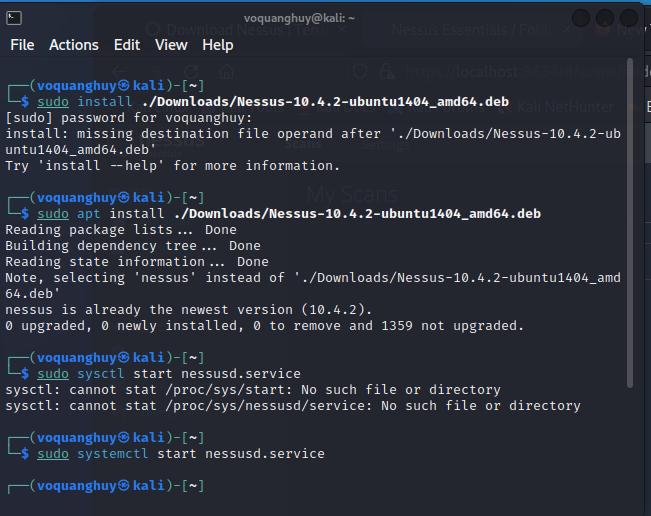 voquanghuy@kali: ~
File Actions Edit View Help
┌──(voquanghuy㉿kali)-[~]
└─$ sudo install ./Downloads/Nessus-10.4.2-ubuntu1404_amd64.deb
[sudo] password for voquanghuy:
install: missing destination file operand after './Downloads/Nessus-10.4.2-ub
untu1404_amd64.deb'
Try 'install --help' for more information.
┌──(voquanghuy㉿kali)-[~]
└─$ sudo apt install ./Downloads/Nessus-10.4.2-ubuntu1404_amd64.deb
Reading package lists... Done
Building dependency tree... Done
Reading state information... Done
Note, selecting 'nessus' instead of './Downloads/Nessus-10.4.2-ubuntu1404_amd
64.deb'
nessus is already the newest version (10.4.2).
0 upgraded, 0 newly installed, 0 to remove and 1359 not upgraded.
┌──(voquanghuy㉿kali)-[~]
└─$ sudo sysctl start nessusd.service
sysctl: cannot stat /proc/sys/start: No such file or directory
sysctl: cannot stat /proc/sys/nessusd/service: No such file or directory
┌──(voquanghuy㉿kali)-[~]
└─$ sudo systemctl start nessusd.service
┌──(voquanghuy㉿kali)-[~]